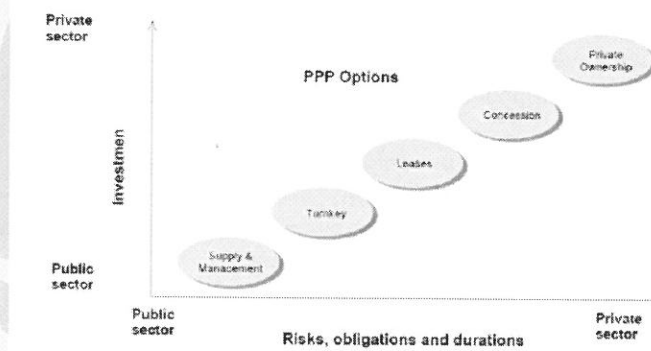 Private
sector
PPP Options
Private
Ownership
Concession
Leases
Turnkey
Supply &
Management
Investmen
Public
sector
Public
sector
Private
sector
Risks, obligations and durations